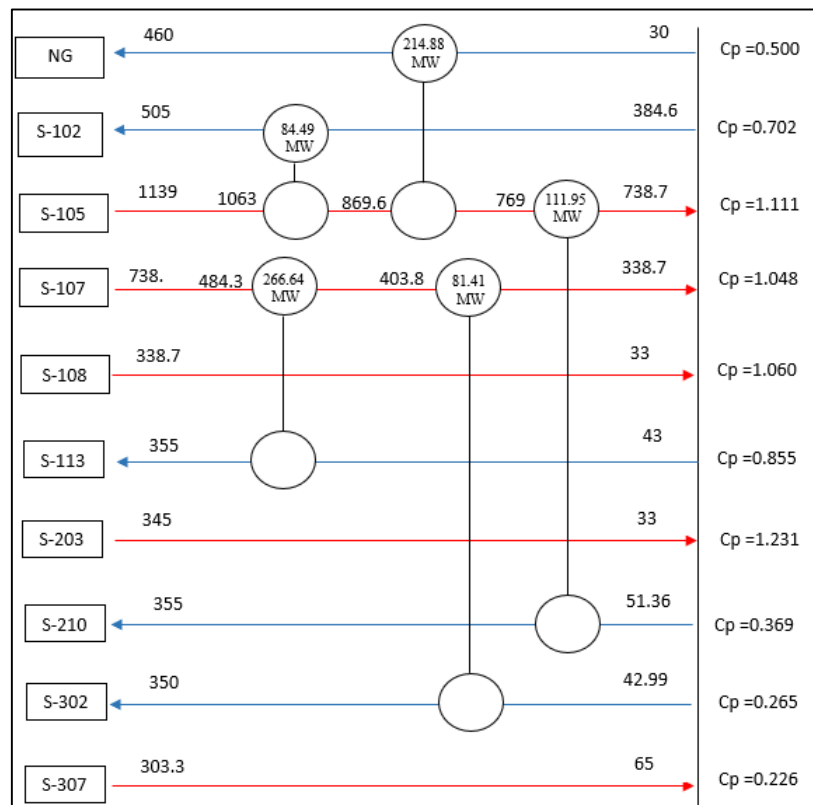 460 30
NG 214.88 MW Cp =0.500
505 384.6
S-102 84.49 MW Cp =0.702
1139 1063 869.6 769 738.7
S-105 111.95 MW Cp =1.111
738. 484.3 403.8 338.7
S-107 266.64 MW 81.41 MW Cp =1.048
338.7 33
S-108 Cp =1.060
355 43
S-113 Cp =0.855
345 33
S-203 Cp =1.231
355 51.36
S-210 Cp =0.369
350 42.99
S-302 Cp =0.265
303.3 65
S-307 Cp =0.226